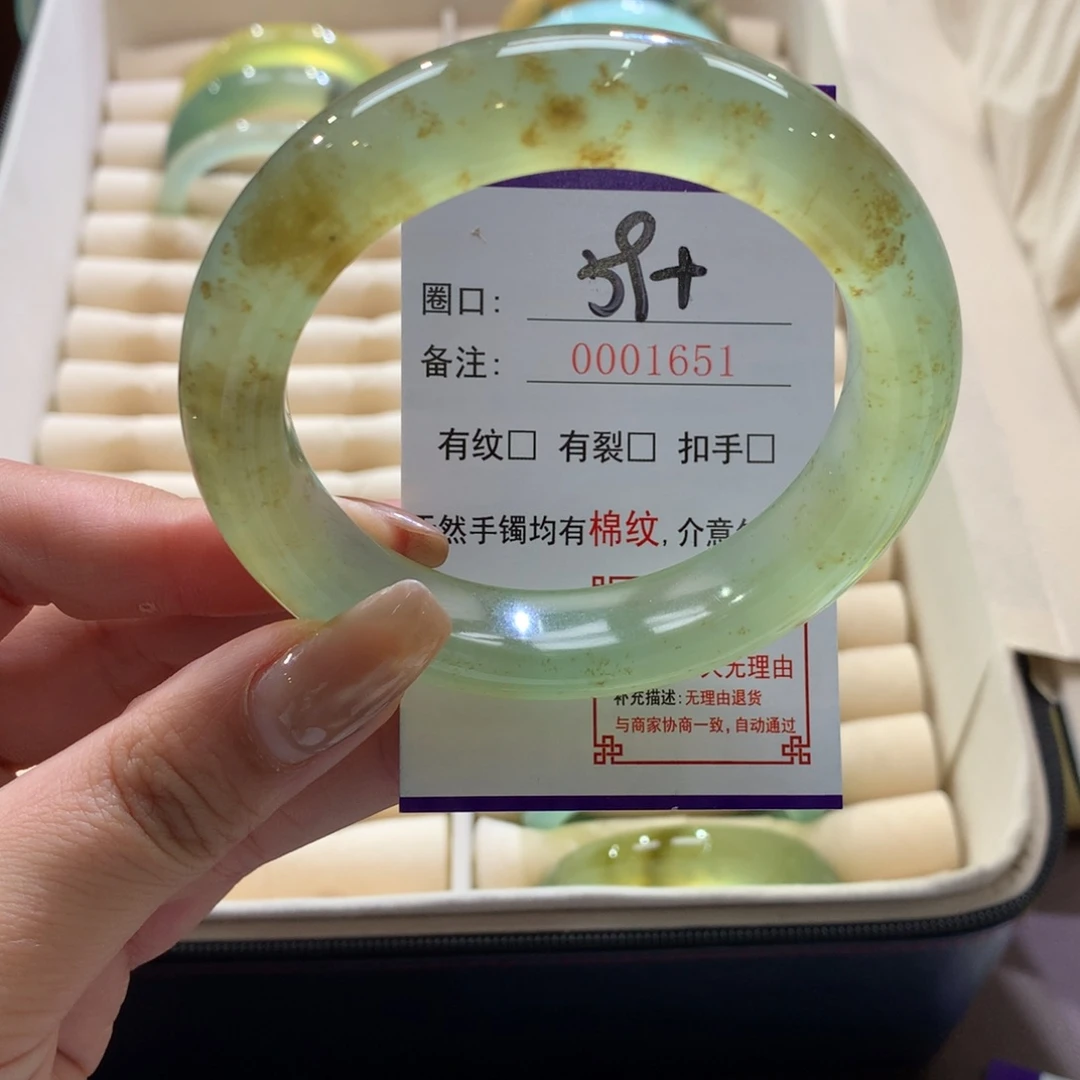 圈口:
备注: 0001651
有纹□ 有裂□ 扣手□
然手镯均有棉纹, 介意
无理由
补充描述:无理由退货
与商家协商一致, 自动通过